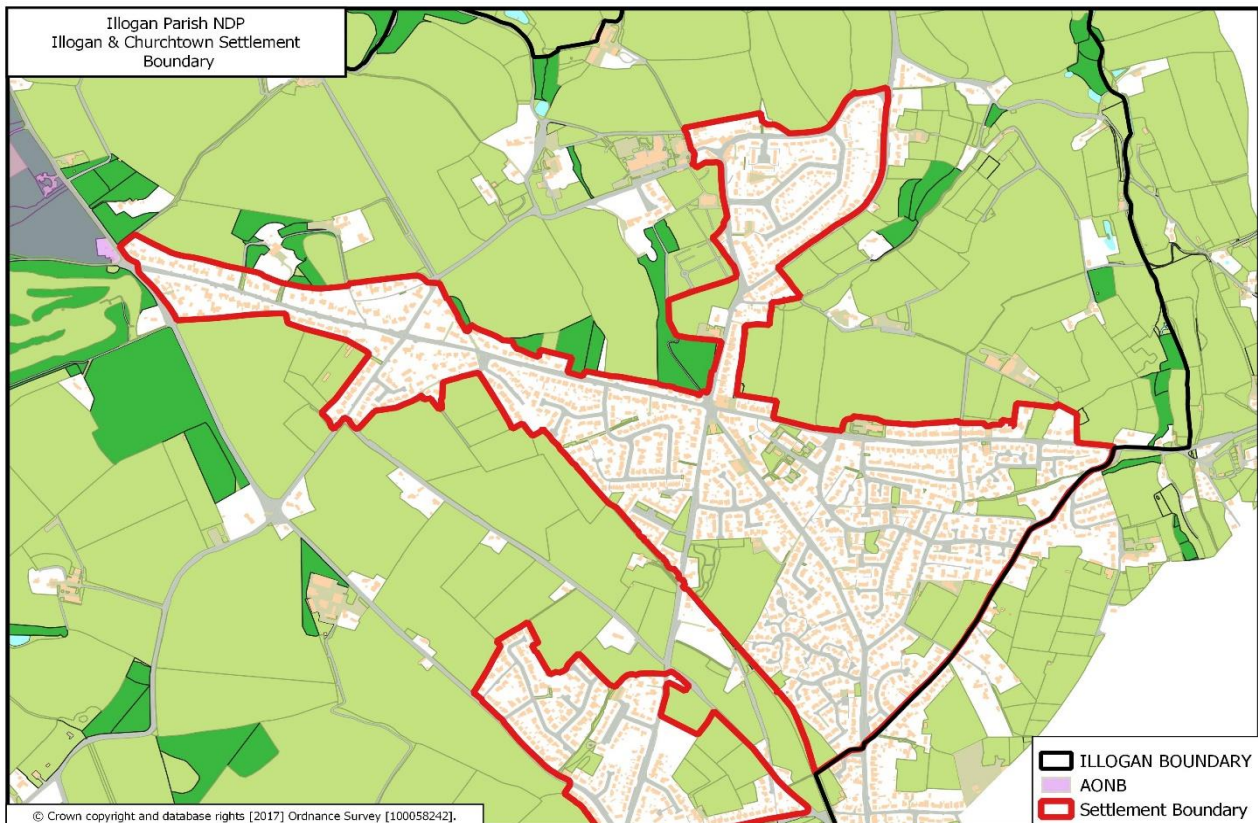 Illogan Parish NDP
Illogan & Churchtown Settlement
Boundary
ILLOGAN BOUNDARY
AONB
Settlement Boundary
© Crown copyright and database rights [2017] Ordnance Survey [100058242].